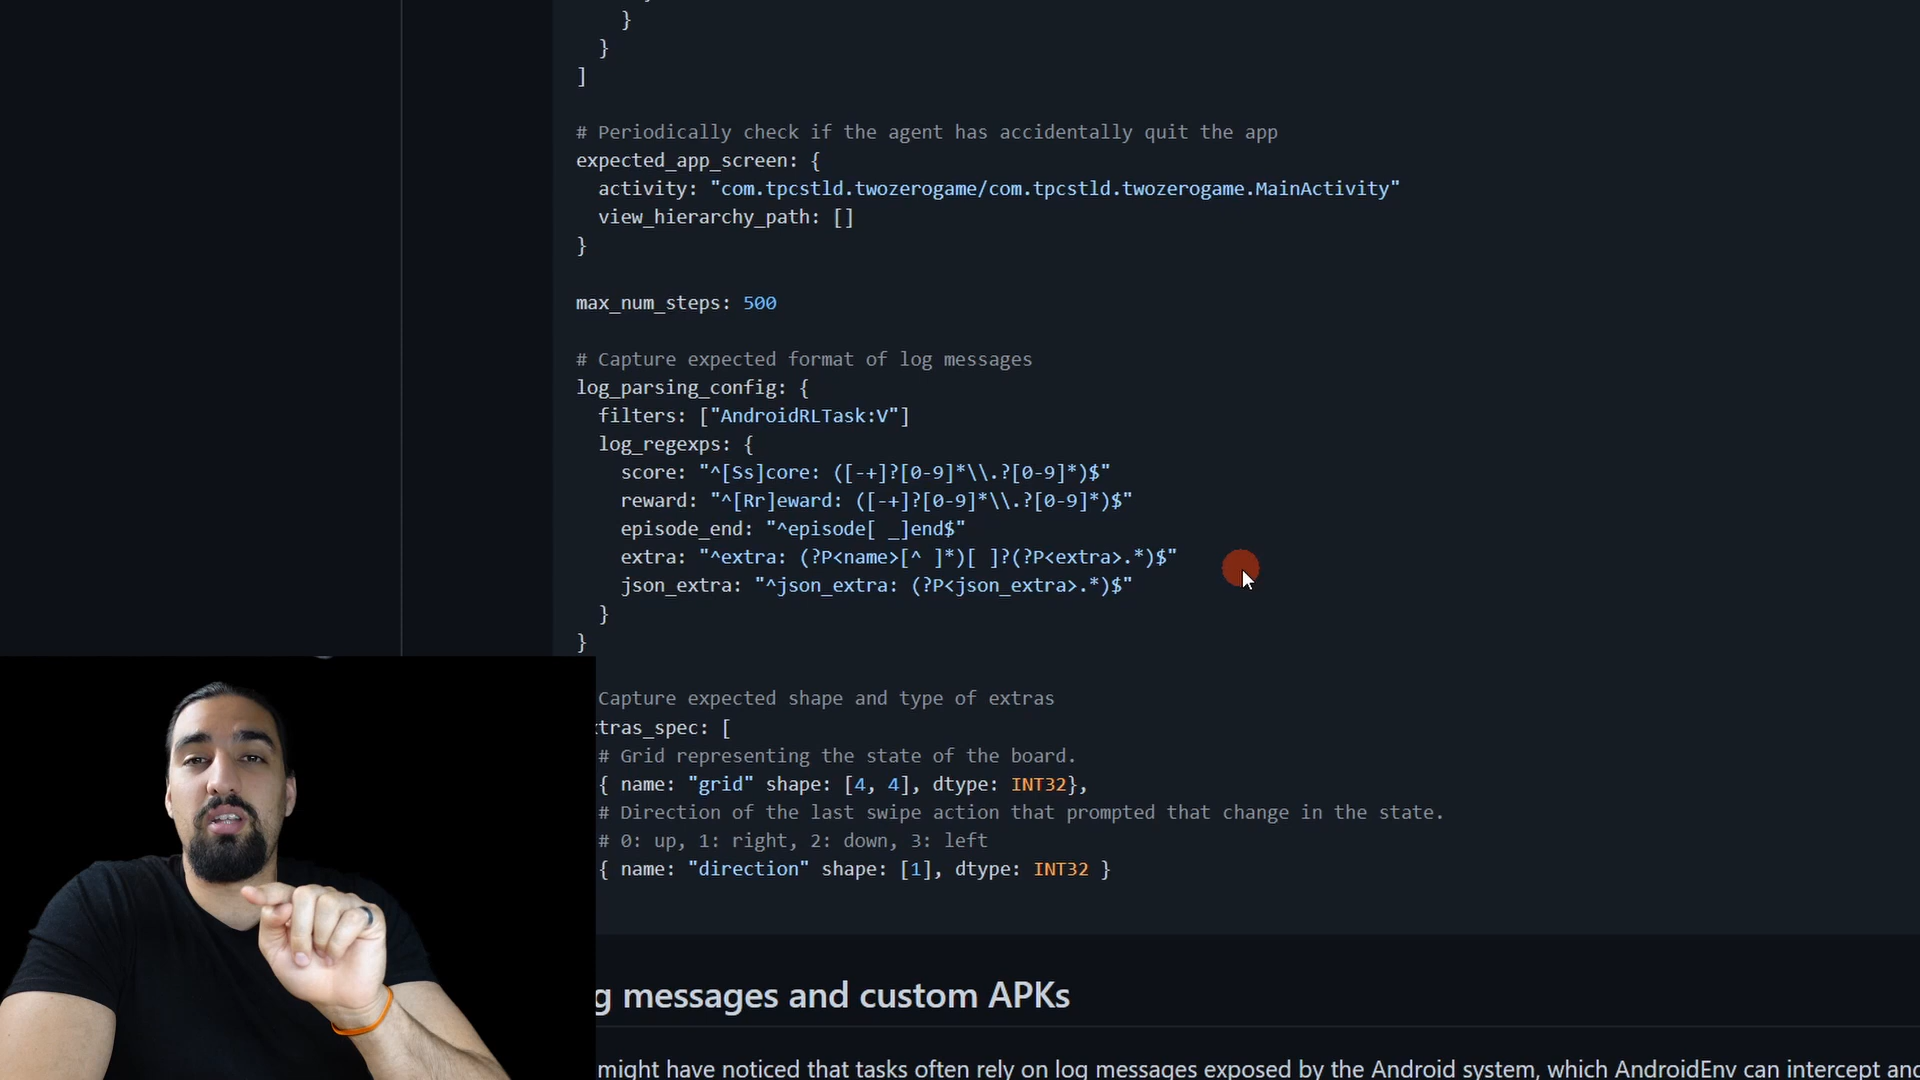 }
}
]
# Periodically check if the agent has accidentally quit the app
expected_app_screen: {
activity: "com.tpcstld.twozerogame/com.tpcstld.twozerogame.MainActivity"
view_hierarchy_path: []
}
max_num_steps: 500
# Capture expected format of log messages
log_parsing_config: {
filters: ["AndroidRLTask:V"]
log_regexps: {
score: "^[Ss]core: ([-+]?[0-9]*\\.?[0-9]*)$"
reward: "^[Rr]eward: ([-+]?[0-9]*\\.?[0-9]*)$"
episode_end: "^episode[ _]end$"
extra: "^extra: (?P<name>[^ ]*)[ ]?(?P<extra>.*)$"
json_extra: "^json_extra: (?P<json_extra>.*)$"
}
}
Capture expected shape and type of extras
xtras_spec: [
# Grid representing the state of the board.
{ name: "grid" shape: [4, 4], dtype: INT32},
# Direction of the last swipe action that prompted that change in the state.
# 0: up, 1: right, 2: down, 3: left
{ name: "direction" shape: [1], dtype: INT32 }
g messages and custom APKs
might have noticed that tasks often rely on log messages exposed by the Android system, which AndroidEnv can intercept and